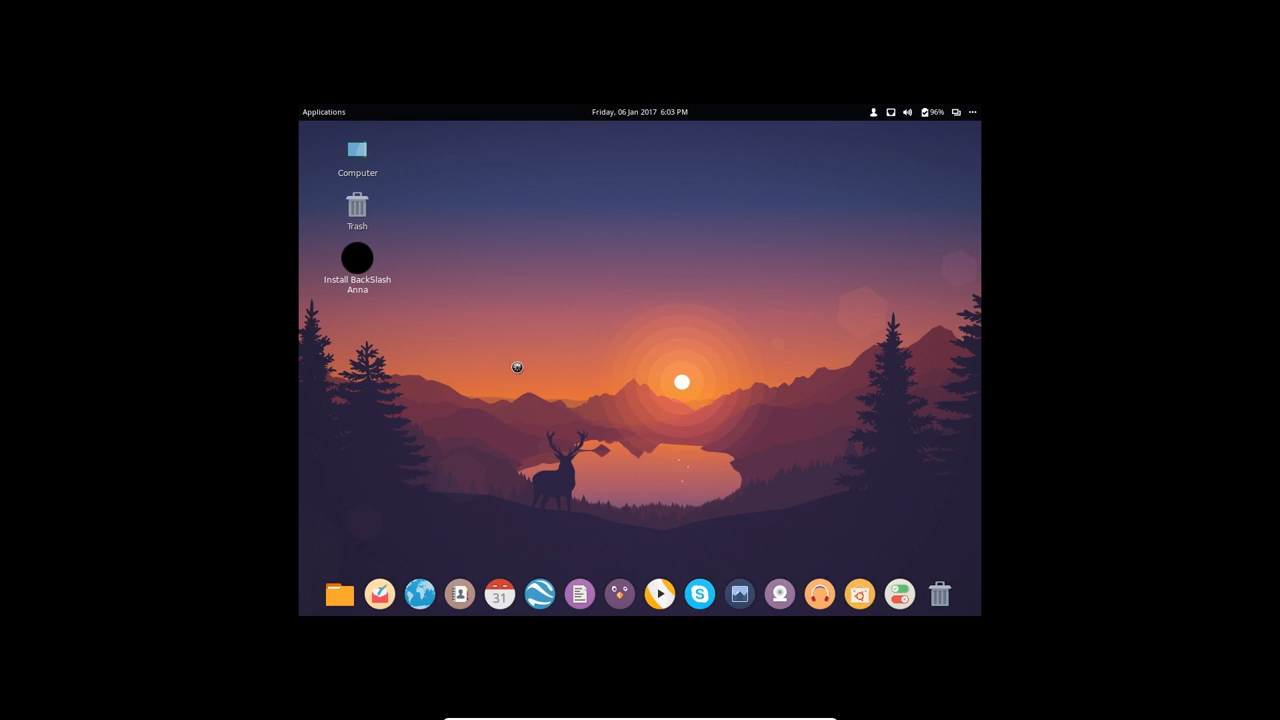 Applications
Friday, 06 Jan 2017 6:03 PM
96%
Computer
Trash
Install BackSlash
Anna
31